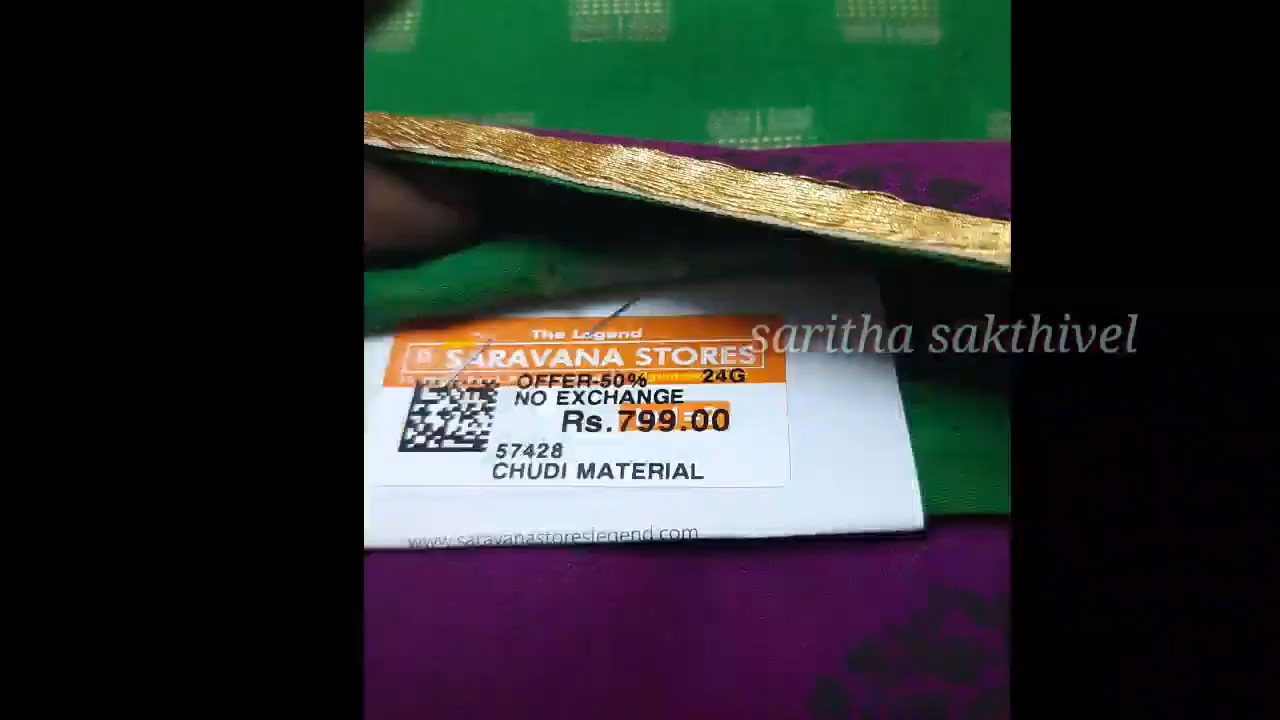 The Legend
SARAVANA STORES
OFFER-50% 24G
NO EXCHANGE
Rs.799.00
57428
CHUDI MATERIAL
www.saravanastoreslegend.com
saritha sakthivel